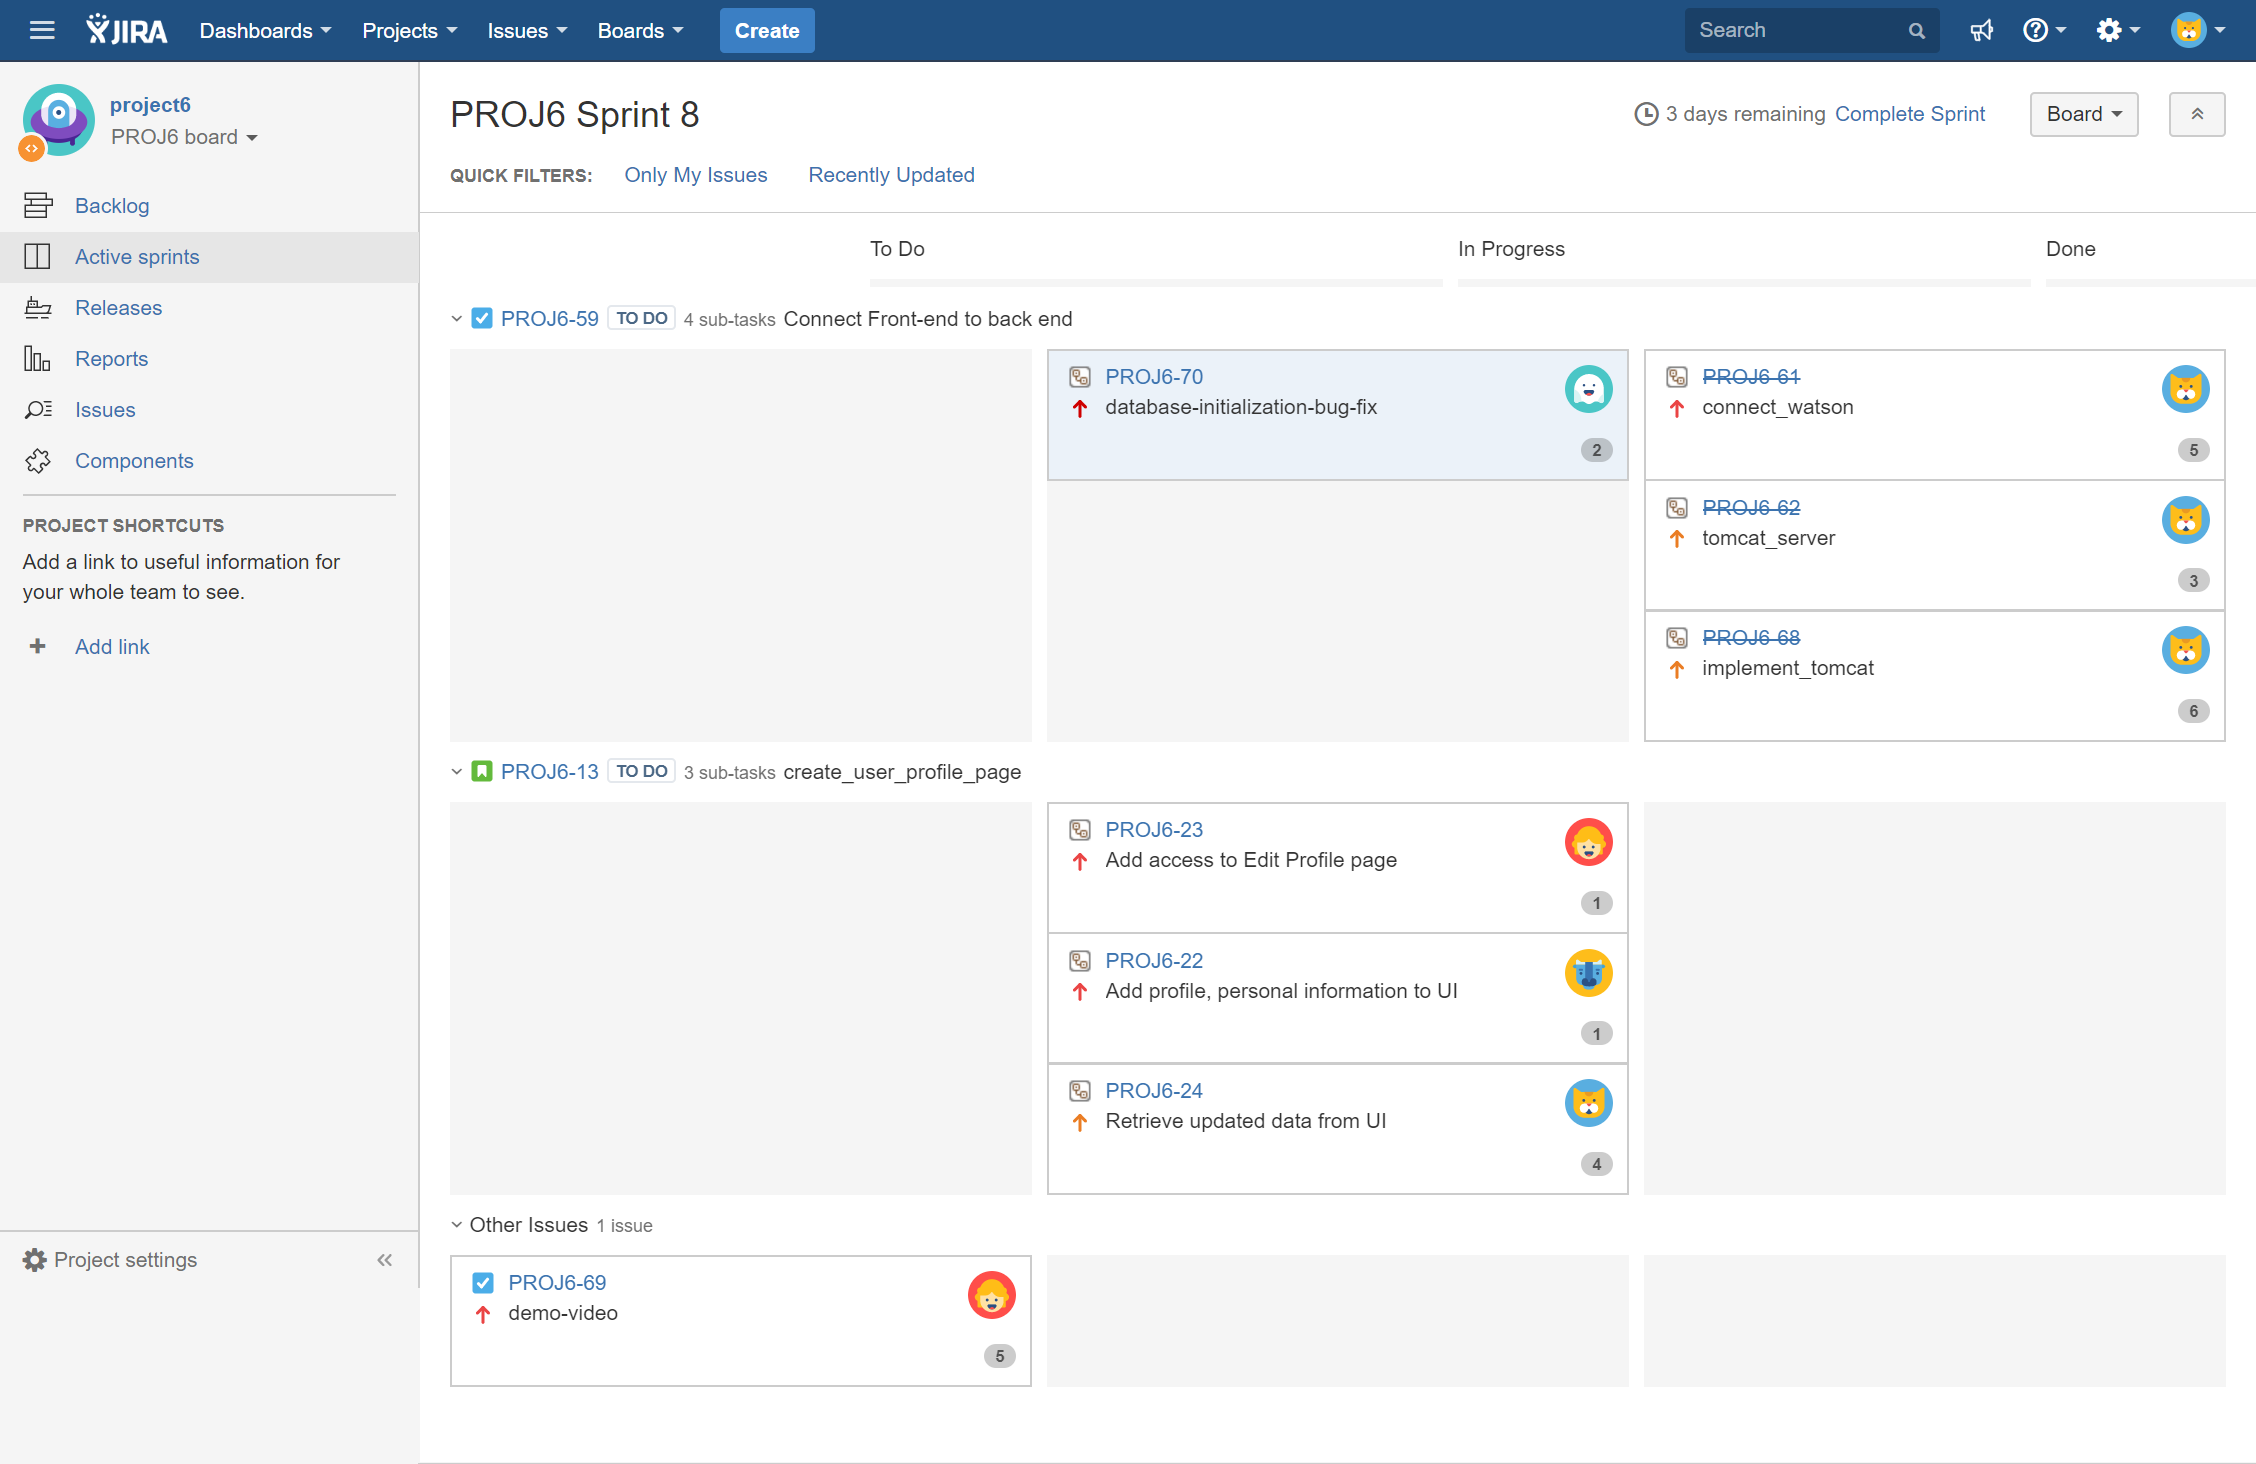 JIRA Dashboards Projects Issues Boards Create Search
project6
PROJ6 board
Backlog
Active sprints
Releases
Reports
Issues
Components
PROJECT SHORTCUTS
Add a link to useful information for
your whole team to see.
Add link
Project settings
PROJ6 Sprint 8
3 days remaining Complete Sprint Board
QUICK FILTERS: Only My Issues Recently Updated
To Do In Progress Done
PROJ6-59 TO DO 4 sub-tasks Connect Front-end to back end
PROJ6-70
database-initialization-bug-fix
2
PROJ6-61
connect_watson
5
PROJ6-62
tomcat_server
3
PROJ6-68
implement_tomcat
6
PROJ6-13 TO DO 3 sub-tasks create_user_profile_page
PROJ6-23
Add access to Edit Profile page
1
PROJ6-22
Add profile, personal information to UI
1
PROJ6-24
Retrieve updated data from UI
4
Other Issues 1 issue
PROJ6-69
demo-video
5